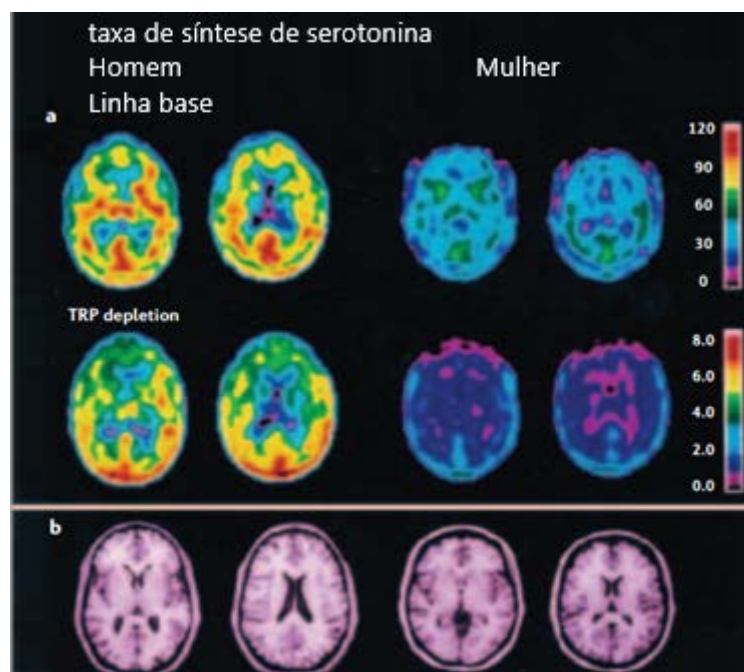 taxa de síntese de serotonina
Homem Mulher
Linha base
a
120
90
60
30
0
TRP depletion
8.0
6.0
4.0
2.0
0.0
b